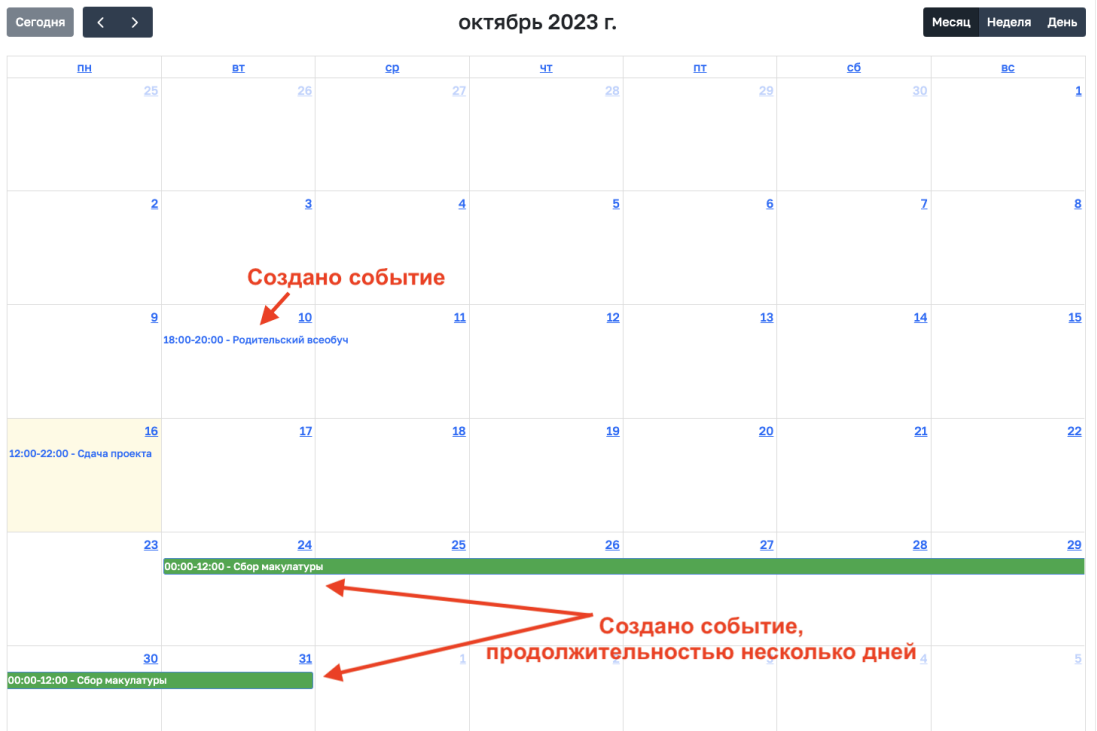 Сегодня
октябрь 2023 г.
Месяц Неделя День
пн вт ср чт пт сб вс
25 26 27 28 29 30 1
2 3 4 5 6 7 8
Создано событие
9 10 11 12 13 14 15
18:00-20:00 - Родительский всеобуч
16 17 18 19 20 21 22
12:00-22:00 - Сдача проекта
23 24 25 26 27 28 29
00:00-12:00 - Сбор макулатуры
Создано событие,
продолжительностью несколько дней
30 31 1 2 3 4 5
00:00-12:00 - Сбор макулатуры